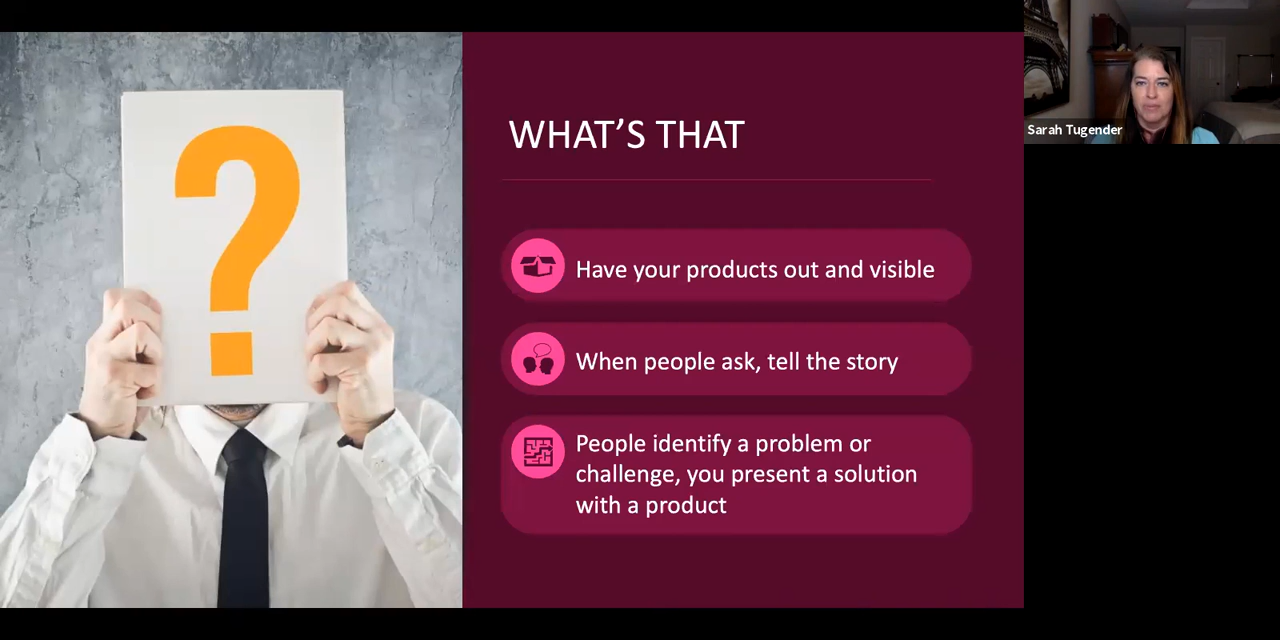 ?
WHAT’S THAT
Have your products out and visible
When people ask, tell the story
People identify a problem or
challenge, you present a solution
with a product
Sarah Tugender